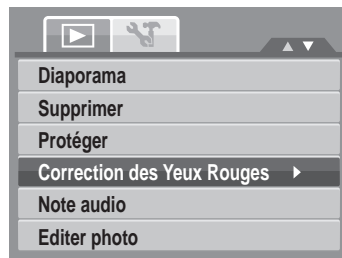 Diaporama
Supprimer
Protéger
Correction des Yeux Rouges
Note audio
Editer photo